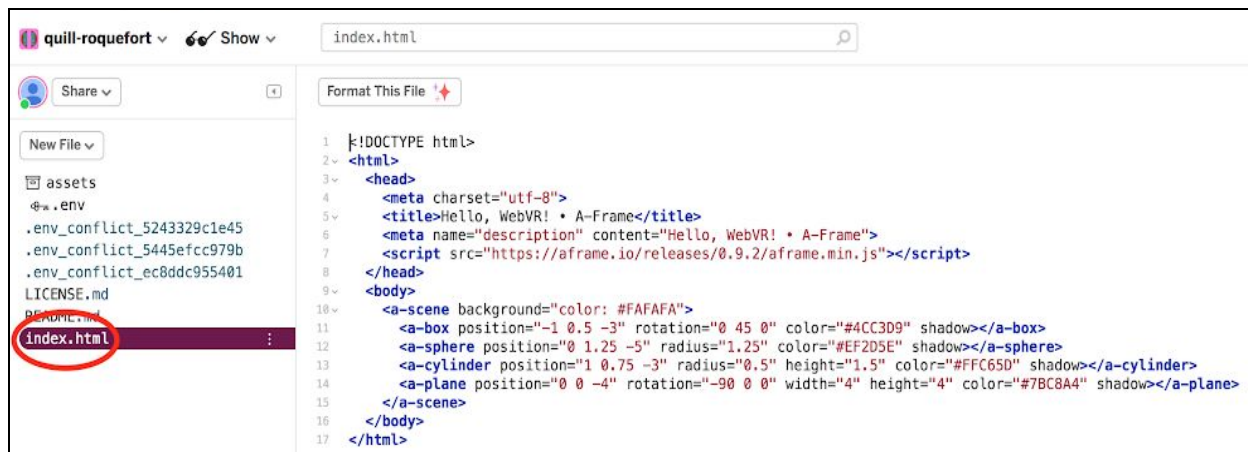 quill-roquefort Show index.html
Share
Format This File
New File
assets
.env
.env_conflict_5243329c1e45
.env_conflict_5445efcc979b
.env_conflict_ec8ddc955401
LICENSE.md
README.md
index.html
1 <!DOCTYPE html>
2 <html>
3 <head>
4 <meta charset="utf-8">
5 <title>Hello, WebVR! • A-Frame</title>
6 <meta name="description" content="Hello, WebVR! • A-Frame">
7 <script src="https://aframe.io/releases/0.9.2/aframe.min.js"></script>
8 </head>
9 <body>
10 <a-scene background="color: #FAFAFA">
11 <a-box position="-1 0.5 -3" rotation="0 45 0" color="#4CC3D9" shadow></a-box>
12 <a-sphere position="0 1.25 -5" radius="1.25" color="#EF2D5E" shadow></a-sphere>
13 <a-cylinder position="1 0.75 -3" radius="0.5" height="1.5" color="#FFC65D" shadow></a-cylinder>
14 <a-plane position="0 0 -4" rotation="-90 0 0" width="4" height="4" color="#7BC8A4" shadow></a-plane>
15 </a-scene>
16 </body>
17 </html>